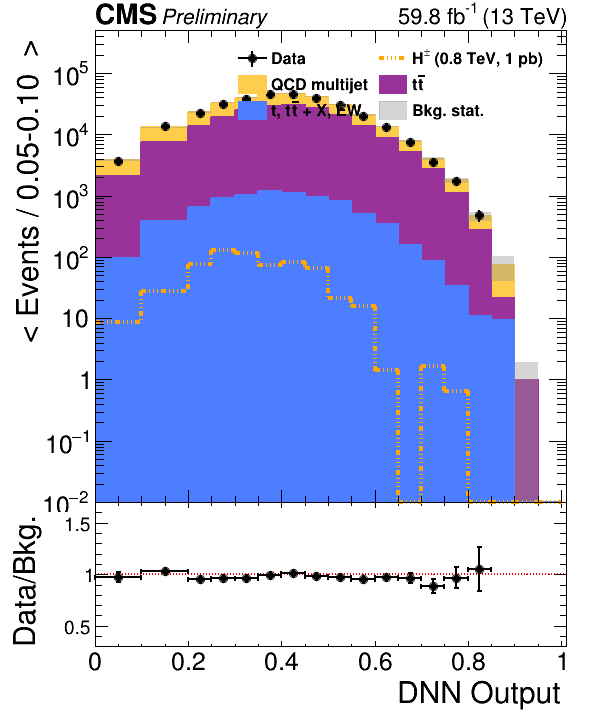 CMS Preliminary 59.8 fb⁻¹ (13 TeV)
Data H± (0.8 TeV, 1 pb)
QCD multijet tt̄
t, tt̄ + X, EW Bkg. stat.
< Events / 0.05-0.10 >
10⁵
10⁴
10³
10²
10
1
10⁻¹
10⁻²
Data/Bkg.
1.5
1
0.5
0 0.2 0.4 0.6 0.8 1
DNN Output